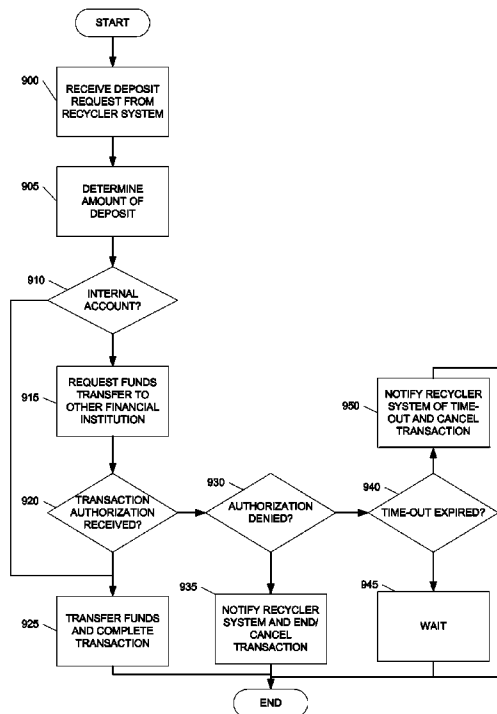 START
900
RECEIVE DEPOSIT
REQUEST FROM
RECYCLER SYSTEM
905
DETERMINE
AMOUNT OF
DEPOSIT
910
INTERNAL
ACCOUNT?
915
REQUEST FUNDS
TRANSFER TO
OTHER FINANCIAL
INSTITUTION
950
NOTIFY RECYCLER
SYSTEM OF TIME-
OUT AND CANCEL
TRANSACTION
920
TRANSACTION
AUTHORIZATION
RECEIVED?
930
AUTHORIZATION
DENIED?
940
TIME-OUT EXPIRED?
925
TRANSFER FUNDS
AND COMPLETE
TRANSACTION
935
NOTIFY RECYCLER
SYSTEM AND END/
CANCEL
TRANSACTION
945
WAIT
END